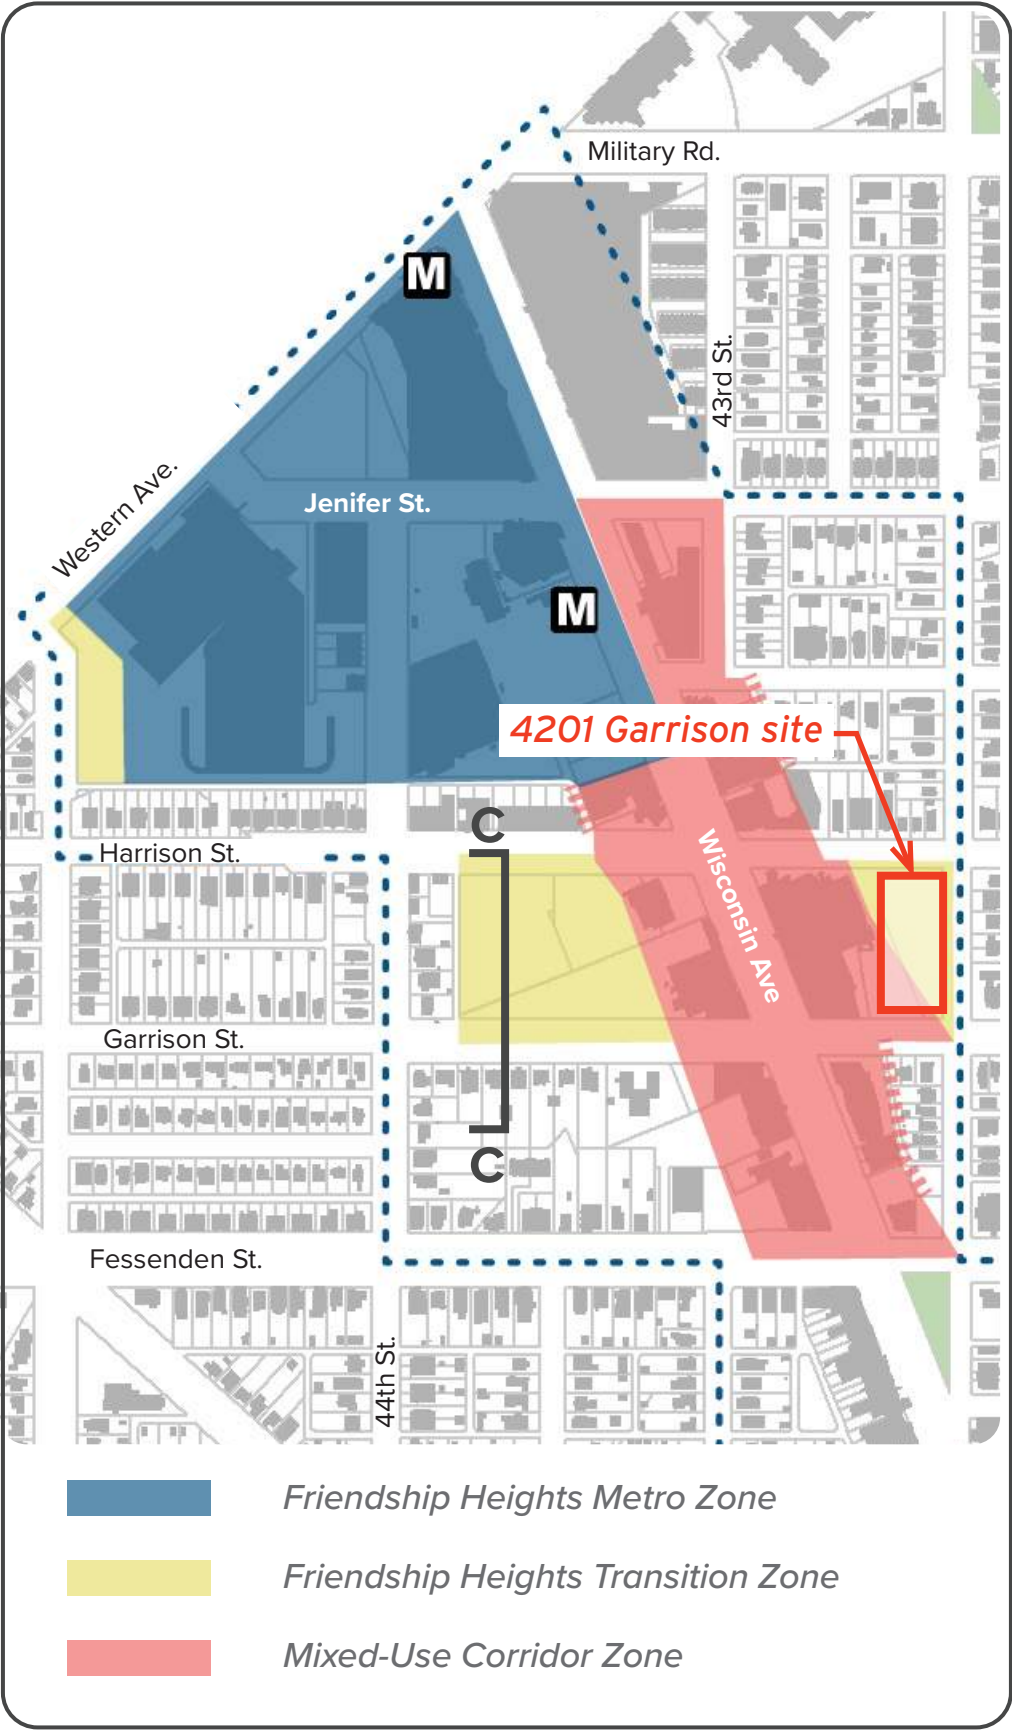 Military Rd.
M
43rd St.
Western Ave.
Jenifer St.
M
4201 Garrison site
C
Harrison St.
Wisconsin Ave
Garrison St.
C
Fessenden St.
44th St.
Friendship Heights Metro Zone
Friendship Heights Transition Zone
Mixed-Use Corridor Zone